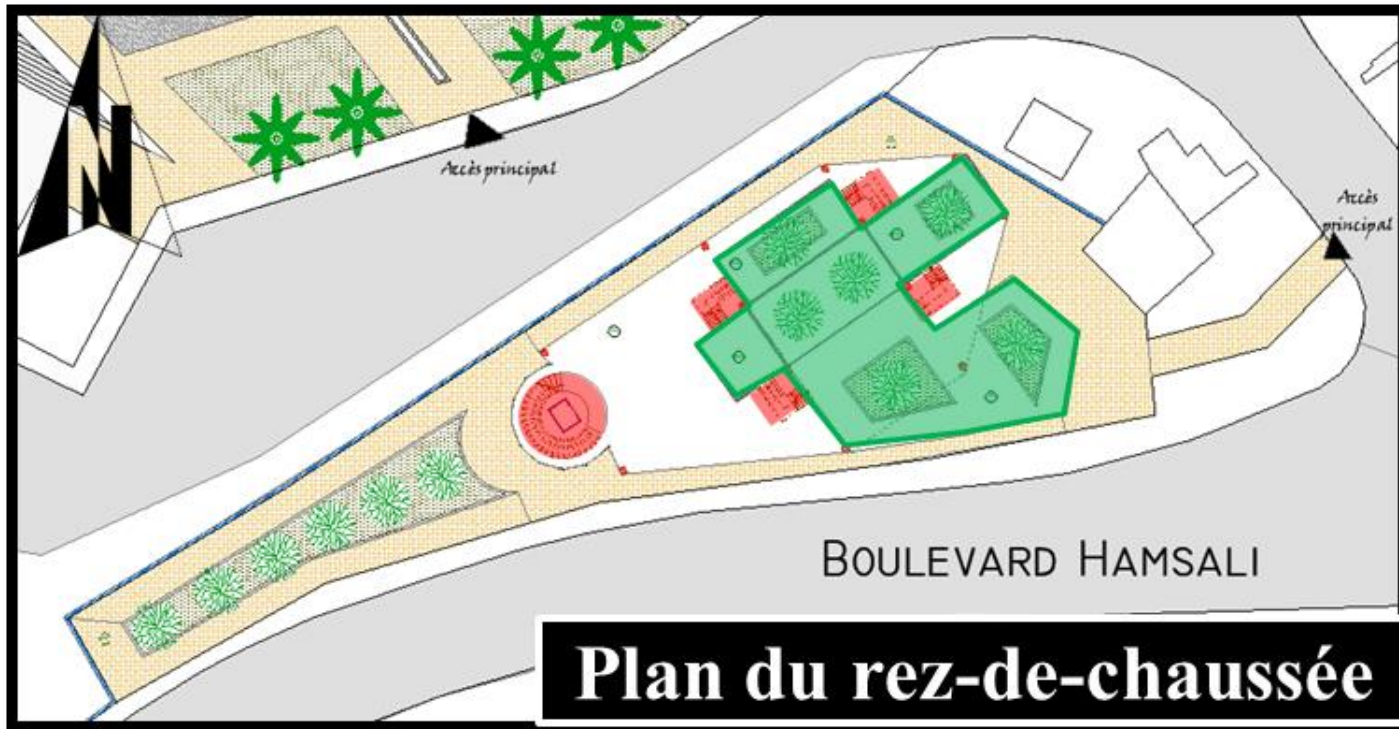 N
Accès principal
Accès
principal
BOULEVARD HAMSALI
Plan du rez-de-chaussée